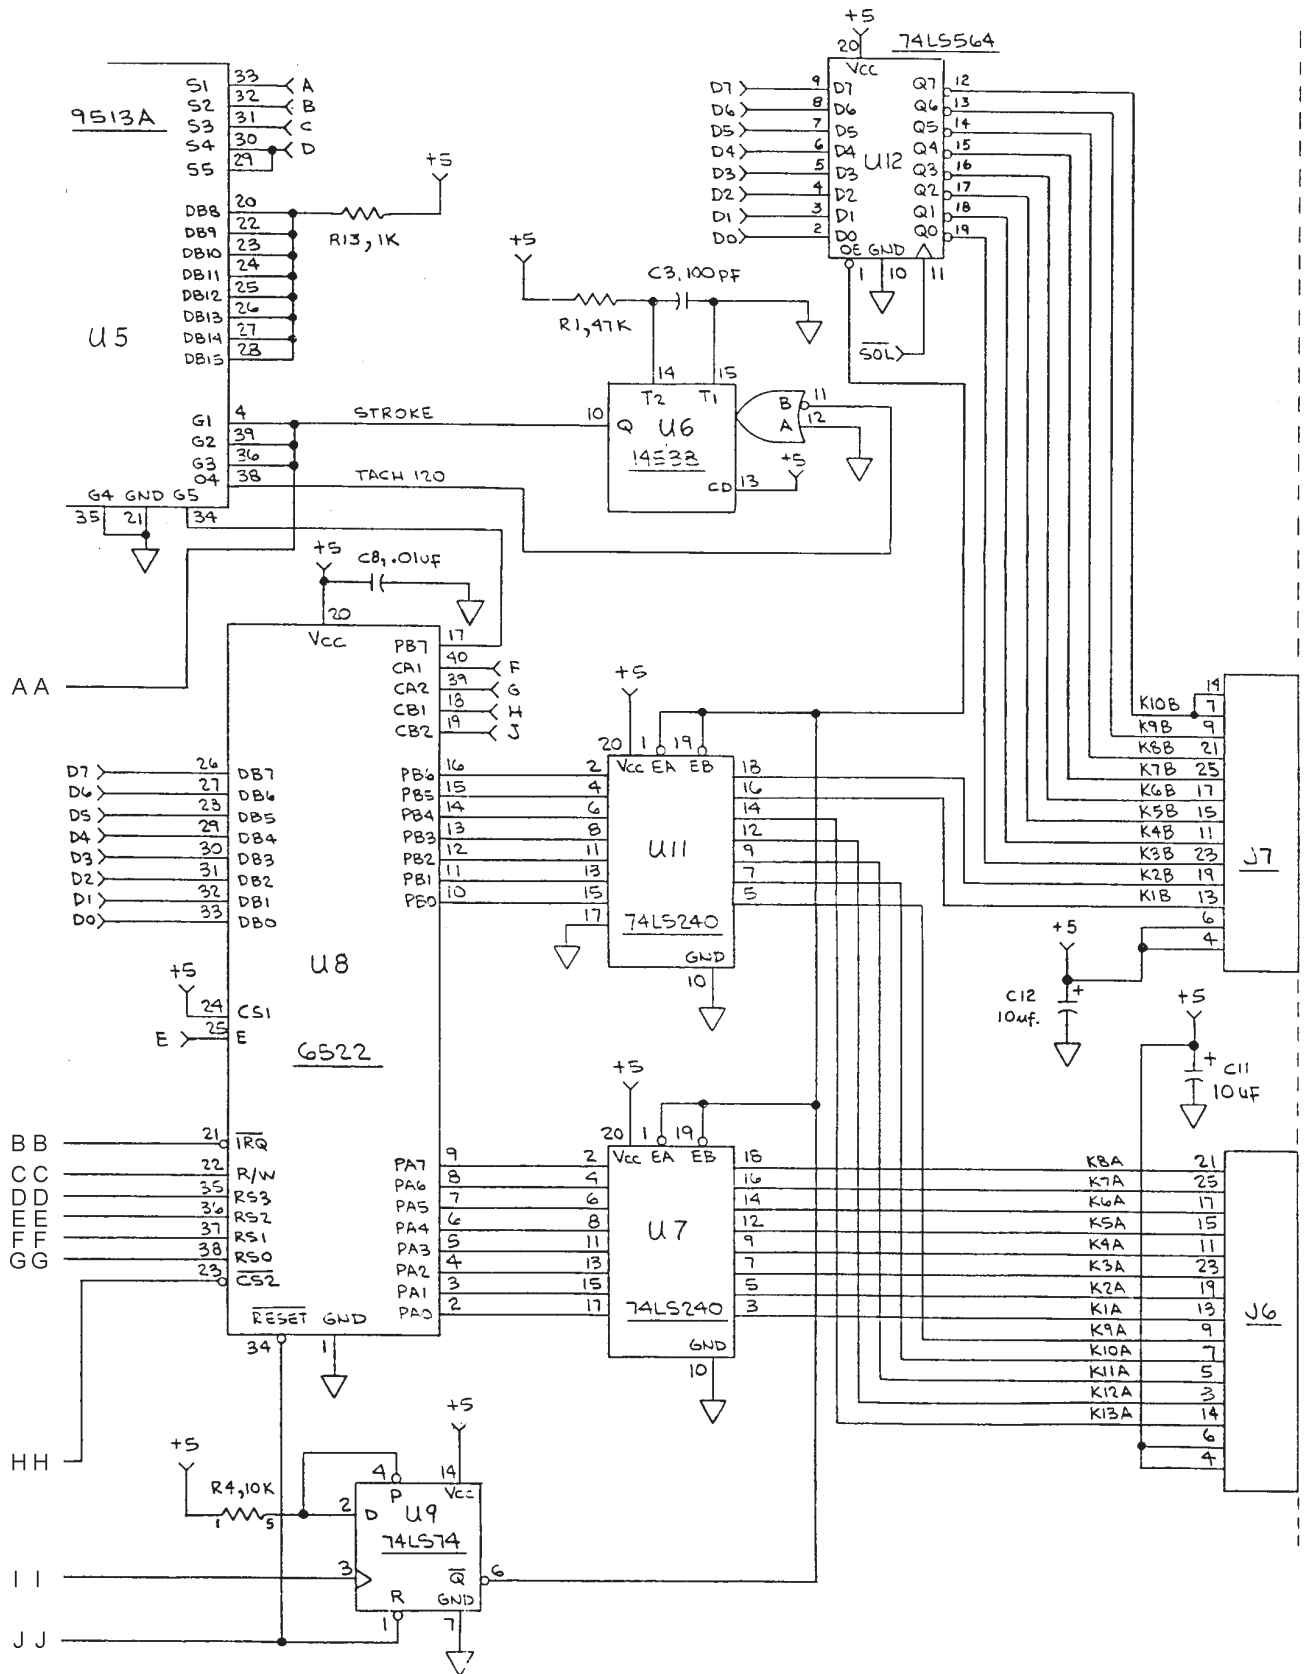 +5
20
74LS564
VCC
9513A
S1 33 A
S2 32 B
S3 31 C
S4 30 D
S5 29
U5
DB8 20
DB9 22
DB10 23
DB11 24
DB12 25
DB13 26
DB14 27
DB15 28
R13, 1K
+5
D7 9 D7 Q7 12
D6 8 D6 Q6 13
D5 7 D5 Q5 14
D4 6 D4 Q4 15
D3 5 D3 Q3 16
D2 4 D2 Q2 17
D1 3 D1 Q1 18
D0 2 D0 Q0 19
U12
OE GND
1 10 11
SOL
+5
C3, 100PF
R1, 47K
14 15
T2 T1
G1 4 STROKE 10 Q U6
14538
B 11
A 12
+5
CD 13
G2 39
G3 36
O4 38 TACH 120
G4 GND G5
35 21 34
+5
C8, .01UF
20
VCC
AA
PB7 17
CA1 40 F
CA2 39 G
CB1 18 H
CB2 19 J
+5
20 1 19
VCC EA EB
D7 26 DB7
D6 27 DB6
D5 28 DB5
D4 29 DB4
D3 30 DB3
D2 31 DB2
D1 32 DB1
D0 33 DB0
PB6 16 2 18
PB5 15 4 16
PB4 14 6 14
PB3 13 8 12
PB2 12 11 9
PB1 11 13 7
PB0 10 15 5
17
U11
74LS240
GND
10
14
K10B 7
K9B 9
K8B 21
K7B 25
K6B 17
K5B 15
K4B 11
K3B 23
K2B 19
K1B 13
6
4
J7
+5
C12
10uf.
+
+5
+
C11
10UF
U8
6522
+5
24 CS1
E 25 E
BB 21 IRQ
CC 22 R/W
DD 35 RS3
EE 36 RS2
FF 37 RS1
GG 38 RS0
23 CS2
RESET GND
34 1
+5
20 1 19
VCC EA EB
PA7 9 2 18 K8A 21
PA6 8 4 16 K7A 25
PA5 7 6 14 K6A 17
PA4 6 8 12 K5A 15
PA3 5 11 9 K4A 11
PA2 4 13 7 K3A 23
PA1 3 15 5 K2A 19
PA0 2 17 3 K1A 13
U7
74LS240
GND
10
K9A 9
K10A 7
K11A 5
K12A 3
K13A 14
6
4
J6
HH
+5
R4, 10K
1 5
+5
4 14
P VCC
2 D U9
74LS74
II 3 Q 6
R GND
1 7
JJ